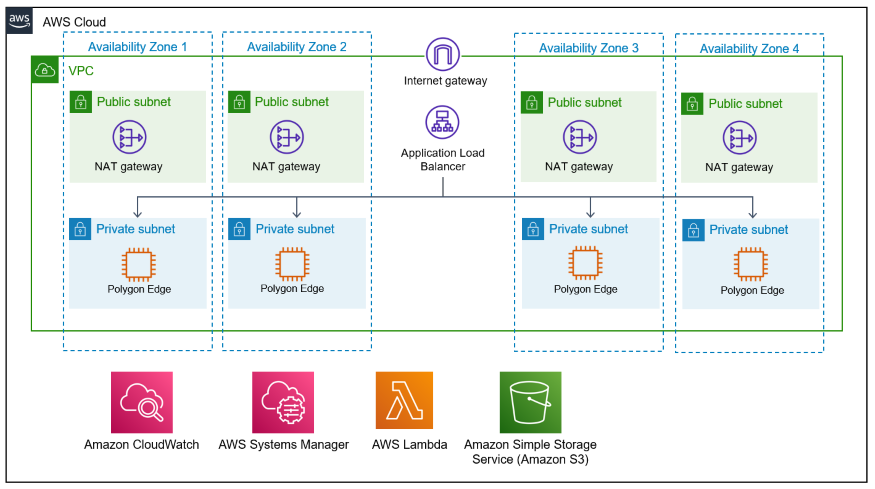 aws
AWS Cloud
Availability Zone 1
Availability Zone 2
Availability Zone 3
Availability Zone 4
VPC
Internet gateway
Public subnet
Public subnet
Public subnet
Public subnet
Application Load
Balancer
NAT gateway
NAT gateway
NAT gateway
NAT gateway
Private subnet
Private subnet
Private subnet
Private subnet
Polygon Edge
Polygon Edge
Polygon Edge
Polygon Edge
Amazon CloudWatch
AWS Systems Manager
AWS Lambda
Amazon Simple Storage
Service (Amazon S3)